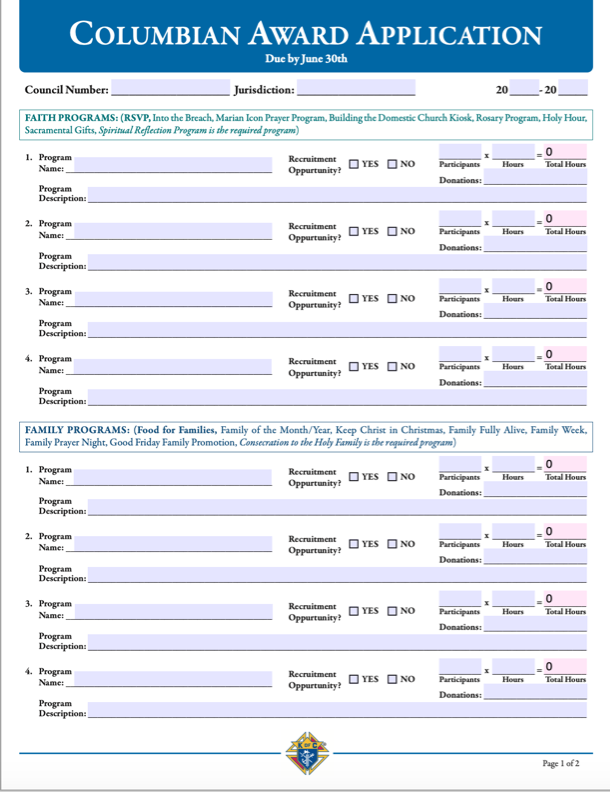 COLUMBIAN AWARD APPLICATION
Due by June 30th
Council Number: Jurisdiction: 20 - 20
FAITH PROGRAMS: (RSVP, Into the Breach, Marian Icon Prayer Program, Building the Domestic Church Kiosk, Rosary Program, Holy Hour,
Sacramental Gifts, Spiritual Reflection Program is the required program)
1. Program Name: Recruitment Oppurtunity? YES NO x = 0
Participants Hours Total Hours
Donations:
Program Description:
2. Program Name: Recruitment Oppurtunity? YES NO x = 0
Participants Hours Total Hours
Donations:
Program Description:
3. Program Name: Recruitment Oppurtunity? YES NO x = 0
Participants Hours Total Hours
Donations:
Program Description:
4. Program Name: Recruitment Oppurtunity? YES NO x = 0
Participants Hours Total Hours
Donations:
Program Description:
FAMILY PROGRAMS: (Food for Families, Family of the Month/Year, Keep Christ in Christmas, Family Fully Alive, Family Week,
Family Prayer Night, Good Friday Family Promotion, Consecration to the Holy Family is the required program)
1. Program Name: Recruitment Oppurtunity? YES NO x = 0
Participants Hours Total Hours
Donations:
Program Description:
2. Program Name: Recruitment Oppurtunity? YES NO x = 0
Participants Hours Total Hours
Donations:
Program Description:
3. Program Name: Recruitment Oppurtunity? YES NO x = 0
Participants Hours Total Hours
Donations:
Program Description:
4. Program Name: Recruitment Oppurtunity? YES NO x = 0
Participants Hours Total Hours
Donations:
Program Description:
K OF C
Page 1 of 2